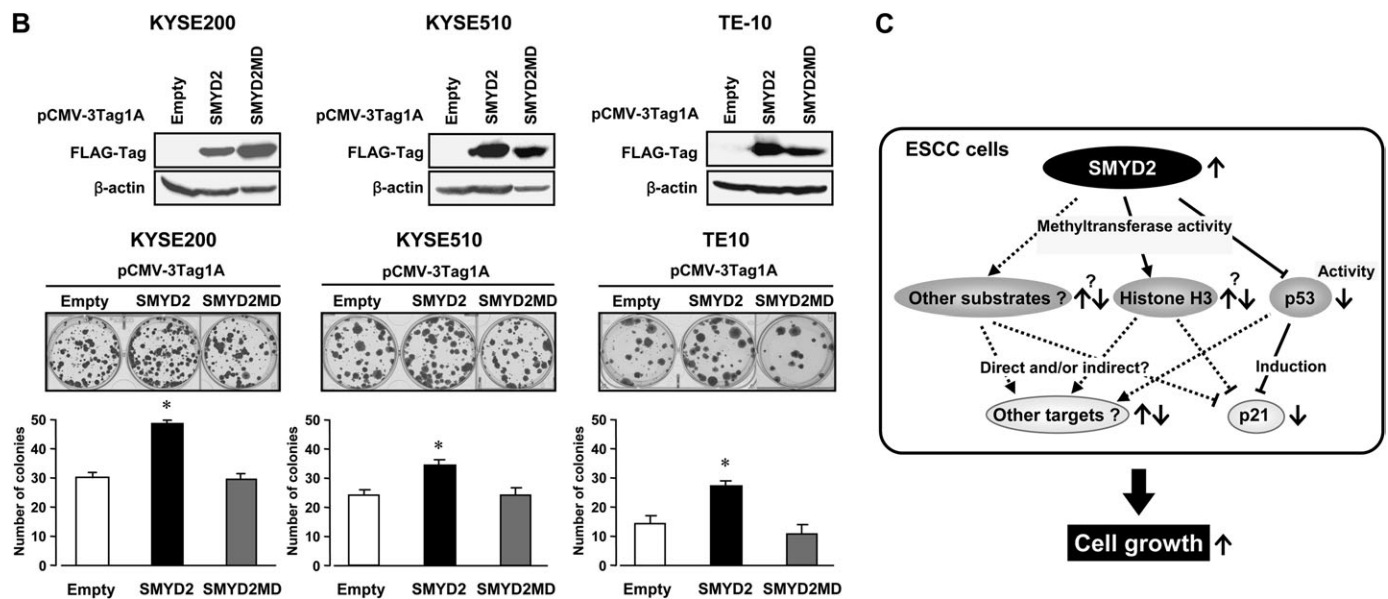 B
KYSE200
Empty
SMYD2
SMYD2MD
pCMV-3Tag1A
FLAG-Tag
β-actin
KYSE510
Empty
SMYD2
SMYD2MD
pCMV-3Tag1A
FLAG-Tag
β-actin
TE-10
Empty
SMYD2
SMYD2MD
pCMV-3Tag1A
FLAG-Tag
β-actin
KYSE200
pCMV-3Tag1A
Empty SMYD2 SMYD2MD
Number of colonies
50
40
30
20
10
0
*
Empty SMYD2 SMYD2MD
KYSE510
pCMV-3Tag1A
Empty SMYD2 SMYD2MD
Number of colonies
50
40
30
20
10
0
*
Empty SMYD2 SMYD2MD
TE10
pCMV-3Tag1A
Empty SMYD2 SMYD2MD
Number of colonies
50
40
30
20
10
0
*
Empty SMYD2 SMYD2MD
C
ESCC cells
SMYD2 ↑
Methyltransferase activity
Other substrates ? ↑↓ ?
Histone H3 ↑↓ ?
Activity
p53 ↓
Direct and/or indirect?
Induction
Other targets ? ↑↓
p21 ↓
Cell growth ↑